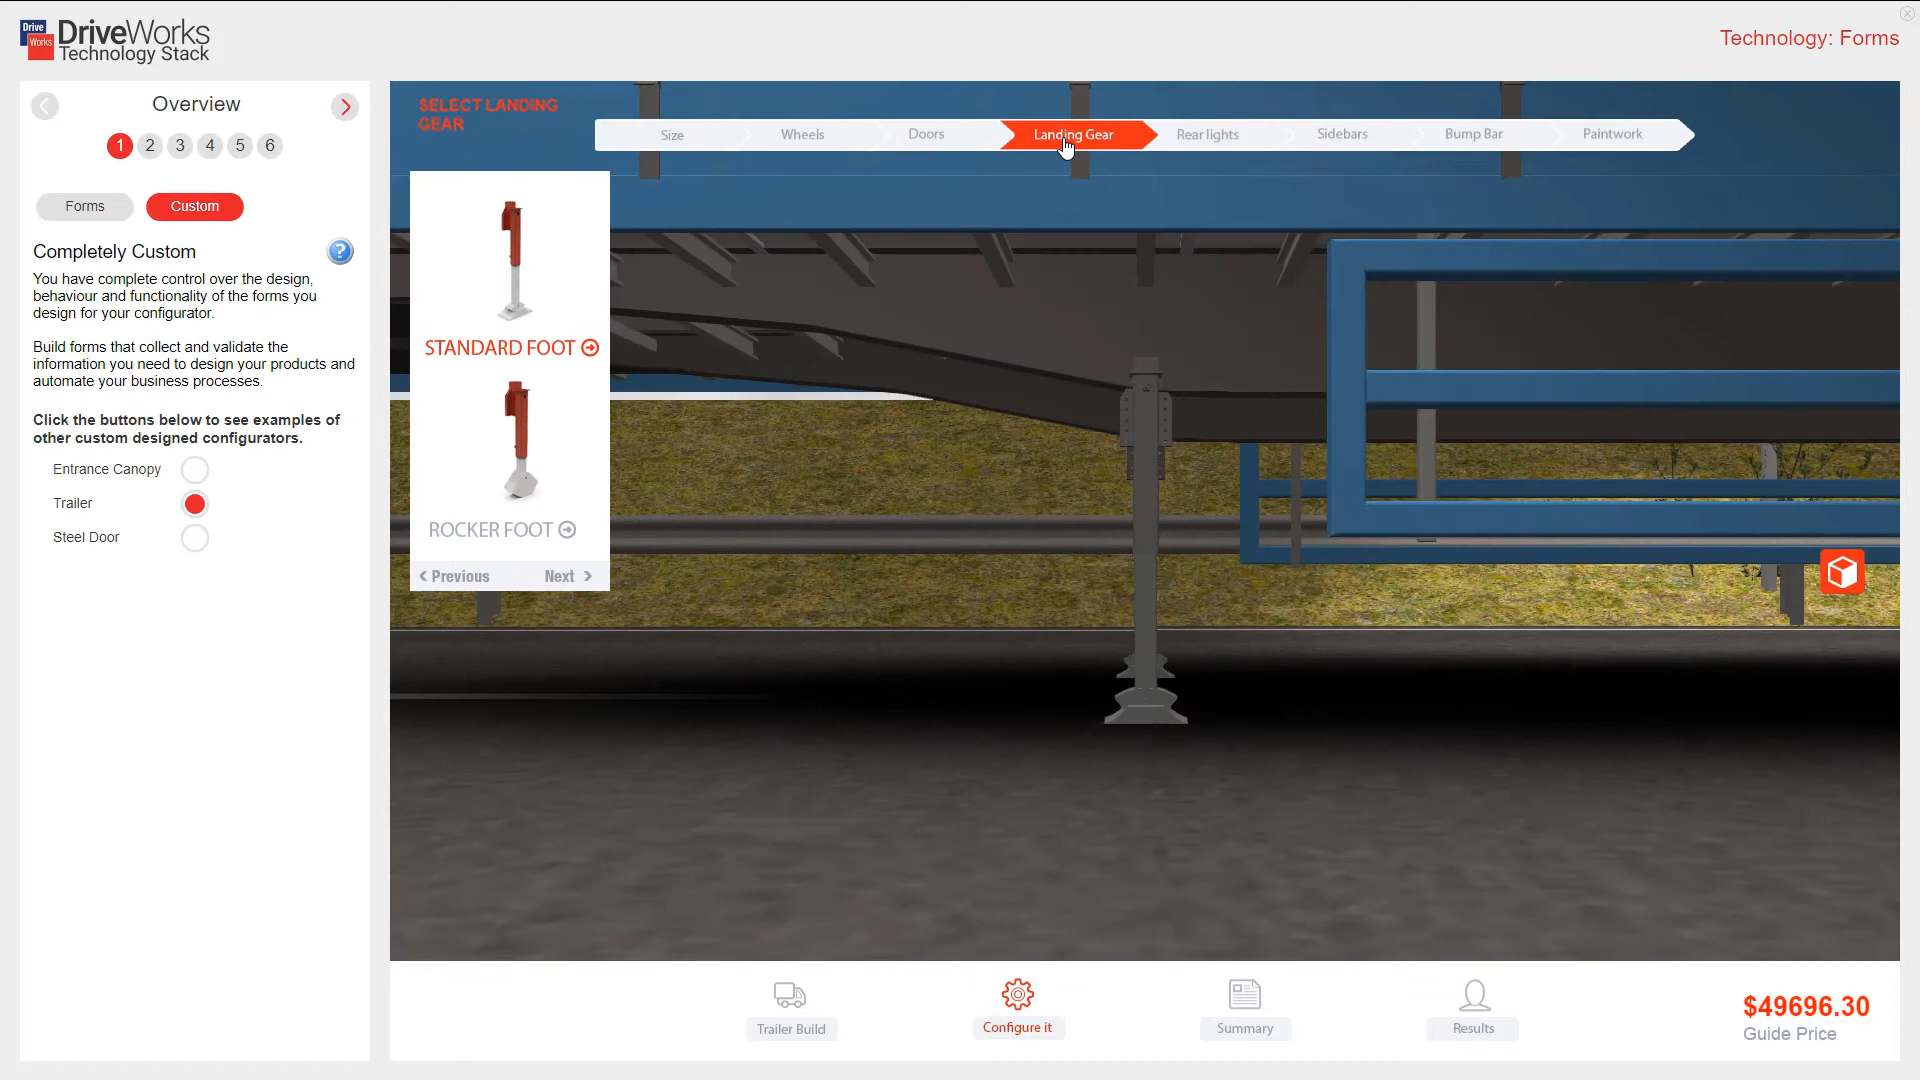 Drive
Works
DriveWorks
Technology Stack
Technology: Forms
Overview
1 2 3 4 5 6
Forms Custom
Completely Custom
?
You have complete control over the design,
behaviour and functionality of the forms you
design for your configurator.
Build forms that collect and validate the
information you need to design your products and
automate your business processes.
Click the buttons below to see examples of
other custom designed configurators.
Entrance Canopy
Trailer
Steel Door
SELECT LANDING
GEAR
Size Wheels Doors Landing Gear Rear lights Sidebars Bump Bar Paintwork
STANDARD FOOT
ROCKER FOOT
Previous Next
Trailer Build Configure it Summary Results
$49696.30
Guide Price